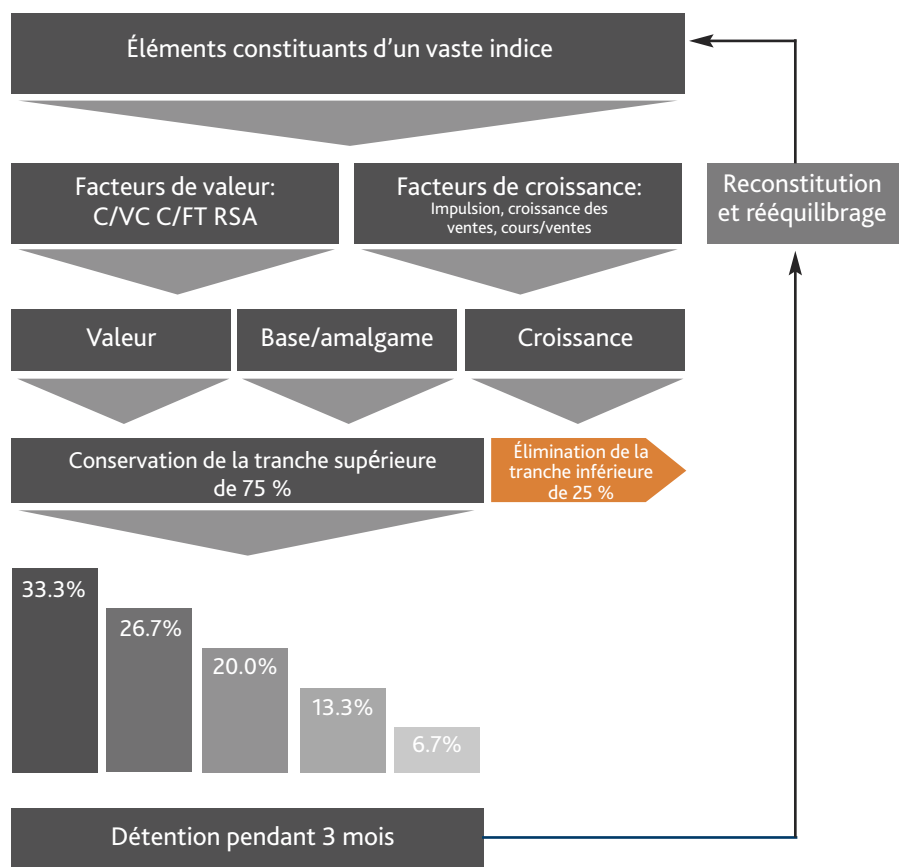 Éléments constituants d’un vaste indice
Facteurs de valeur:
C/VC C/FT RSA
Facteurs de croissance:
Impulsion, croissance des
ventes, cours/ventes
Reconstitution
et rééquilibrage
Valeur
Base/amalgame
Croissance
Conservation de la tranche supérieure
de 75 %
Élimination de la
tranche inférieure
de 25 %
33.3%
26.7%
20.0%
13.3%
6.7%
Détention pendant 3 mois